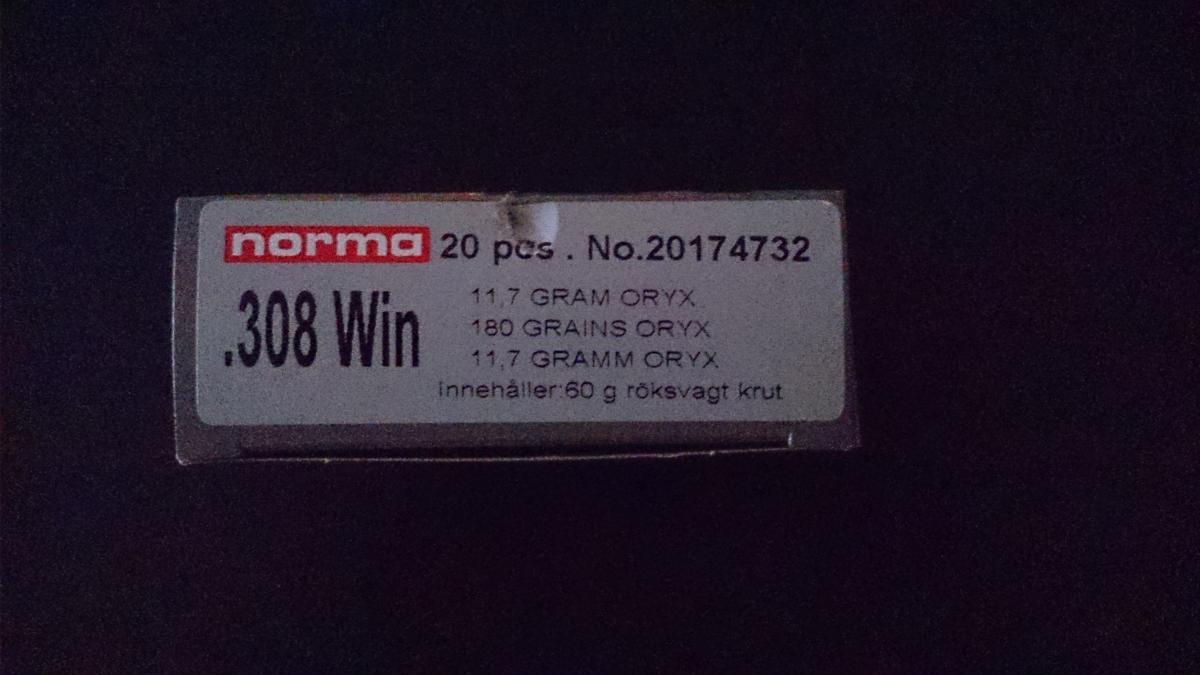 norma 20 pcs . No.20174732
.308 Win
11,7 GRAM ORYX
180 GRAINS ORYX
11,7 GRAMM ORYX
Innehåller:60 g röksvagt krut